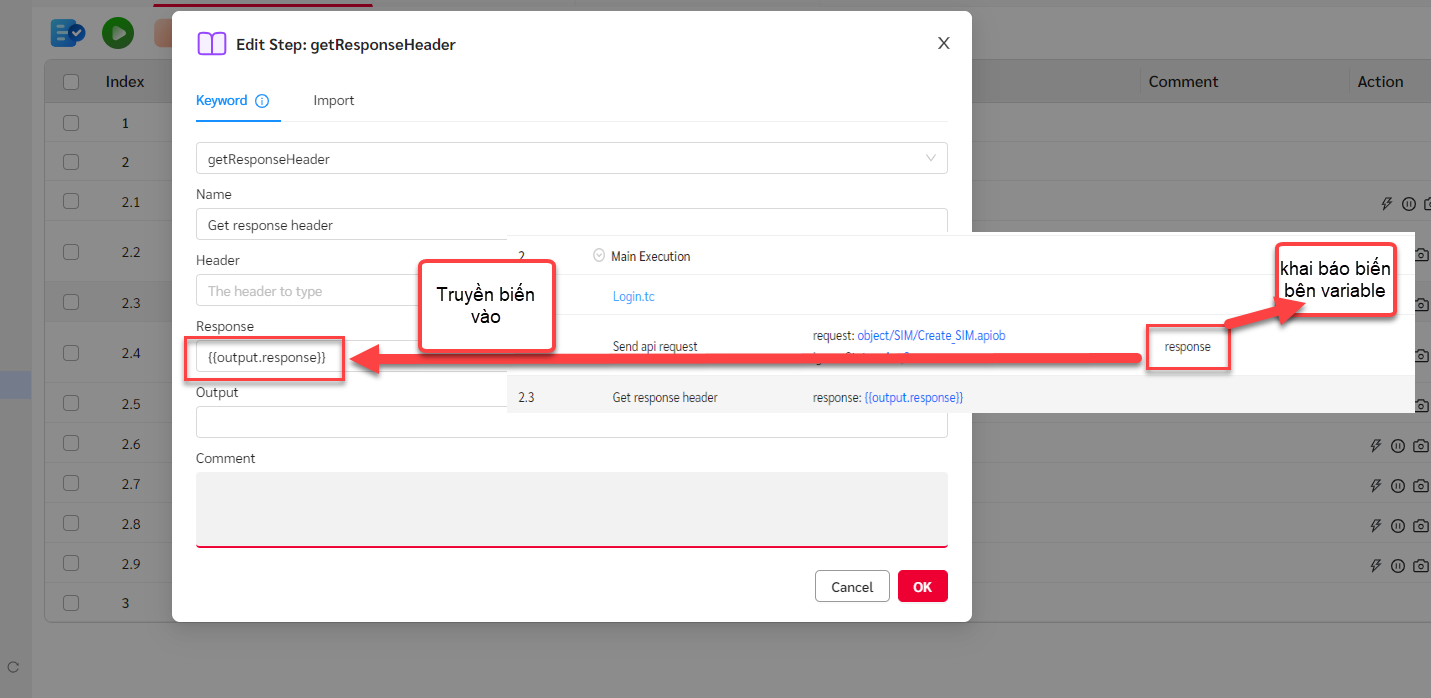 Edit Step: getResponseHeader
X
Index
Comment
Action
Keyword
Import
1
getResponseHeader
2
Name
2.1
Get response header
2
Main Execution
2.2
Header
The header to type
Truyền biến
vào
khai báo biến
bên variable
Login.tc
2.3
Response
request: object/SIM/Create_SIM.apiob
Send api request
response
2.4
{{output.response}}
Output
2.3
Get response header
response: {{output.response}}
2.5
2.6
Comment
2.7
2.8
2.9
Cancel
OK
3